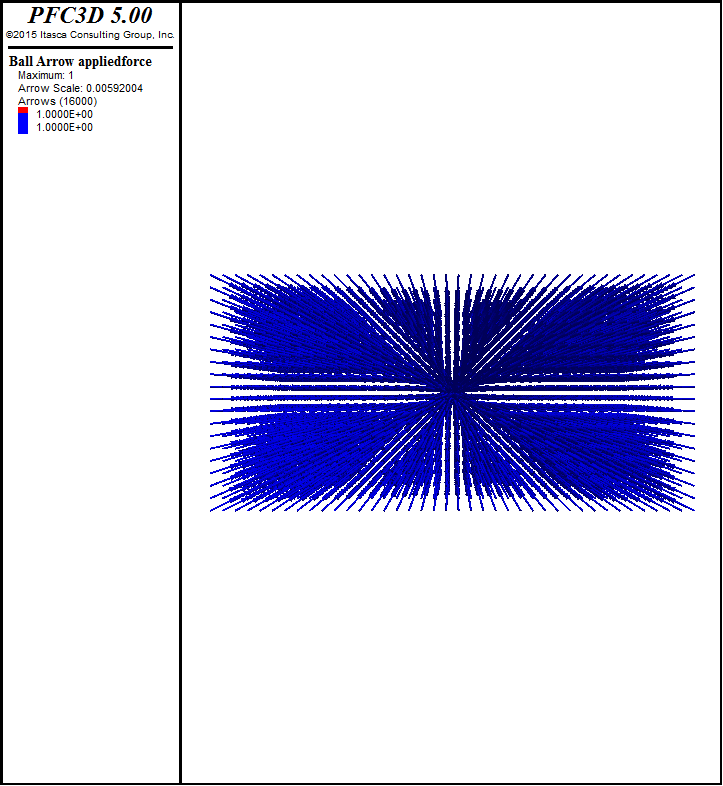 PFC3D 5.00
©2015 Itasca Consulting Group, Inc.
Ball Arrow appliedforce
Maximum: 1
Arrow Scale: 0.00592004
Arrows (16000)
1.0000E+00
1.0000E+00